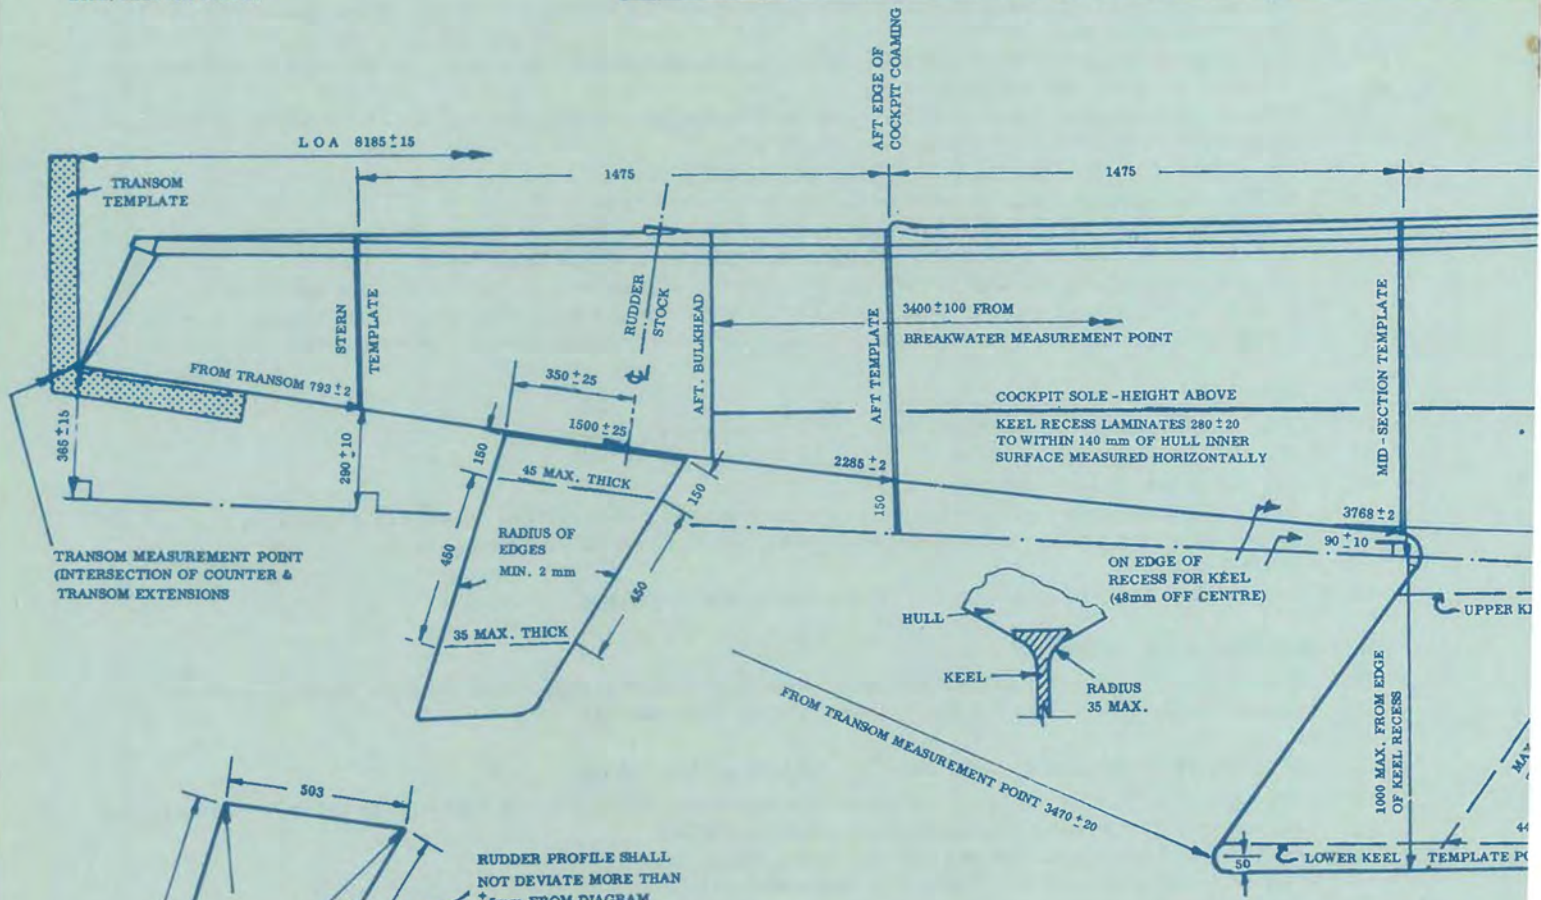 AFT EDGE OF
COCKPIT COAMING
LOA 8185 ± 15
1475
1475
TRANSOM
TEMPLATE
STERN
TEMPLATE
RUDDER
STOCK
AFT. BULKHEAD
AFT TEMPLATE
3400 ± 100 FROM
BREAKWATER MEASUREMENT POINT
MID-SECTION TEMPLATE
FROM TRANSOM 793 ± 2
350 ± 25
1500 ± 25
COCKPIT SOLE - HEIGHT ABOVE
KEEL RECESS LAMINATES 280 ± 20
TO WITHIN 140 mm OF HULL INNER
SURFACE MEASURED HORIZONTALLY
365 ± 15
290 ± 10
150
45 MAX. THICK
150
2285 ± 2
150
3768 ± 2
90 ± 10
TRANSOM MEASUREMENT POINT
(INTERSECTION OF COUNTER &
TRANSOM EXTENSIONS
450
RADIUS OF
EDGES
MIN. 2 mm
450
35 MAX. THICK
ON EDGE OF
RECESS FOR KEEL
(48mm OFF CENTRE)
HULL
KEEL
RADIUS
35 MAX.
UPPER
FROM TRANSOM MEASUREMENT POINT 3470 ± 20
1000 MAX. FROM EDGE
OF KEEL RECESS
503
50
LOWER KEEL
TEMPLATE
RUDDER PROFILE SHALL
NOT DEVIATE MORE THAN
FROM DIAGRAM